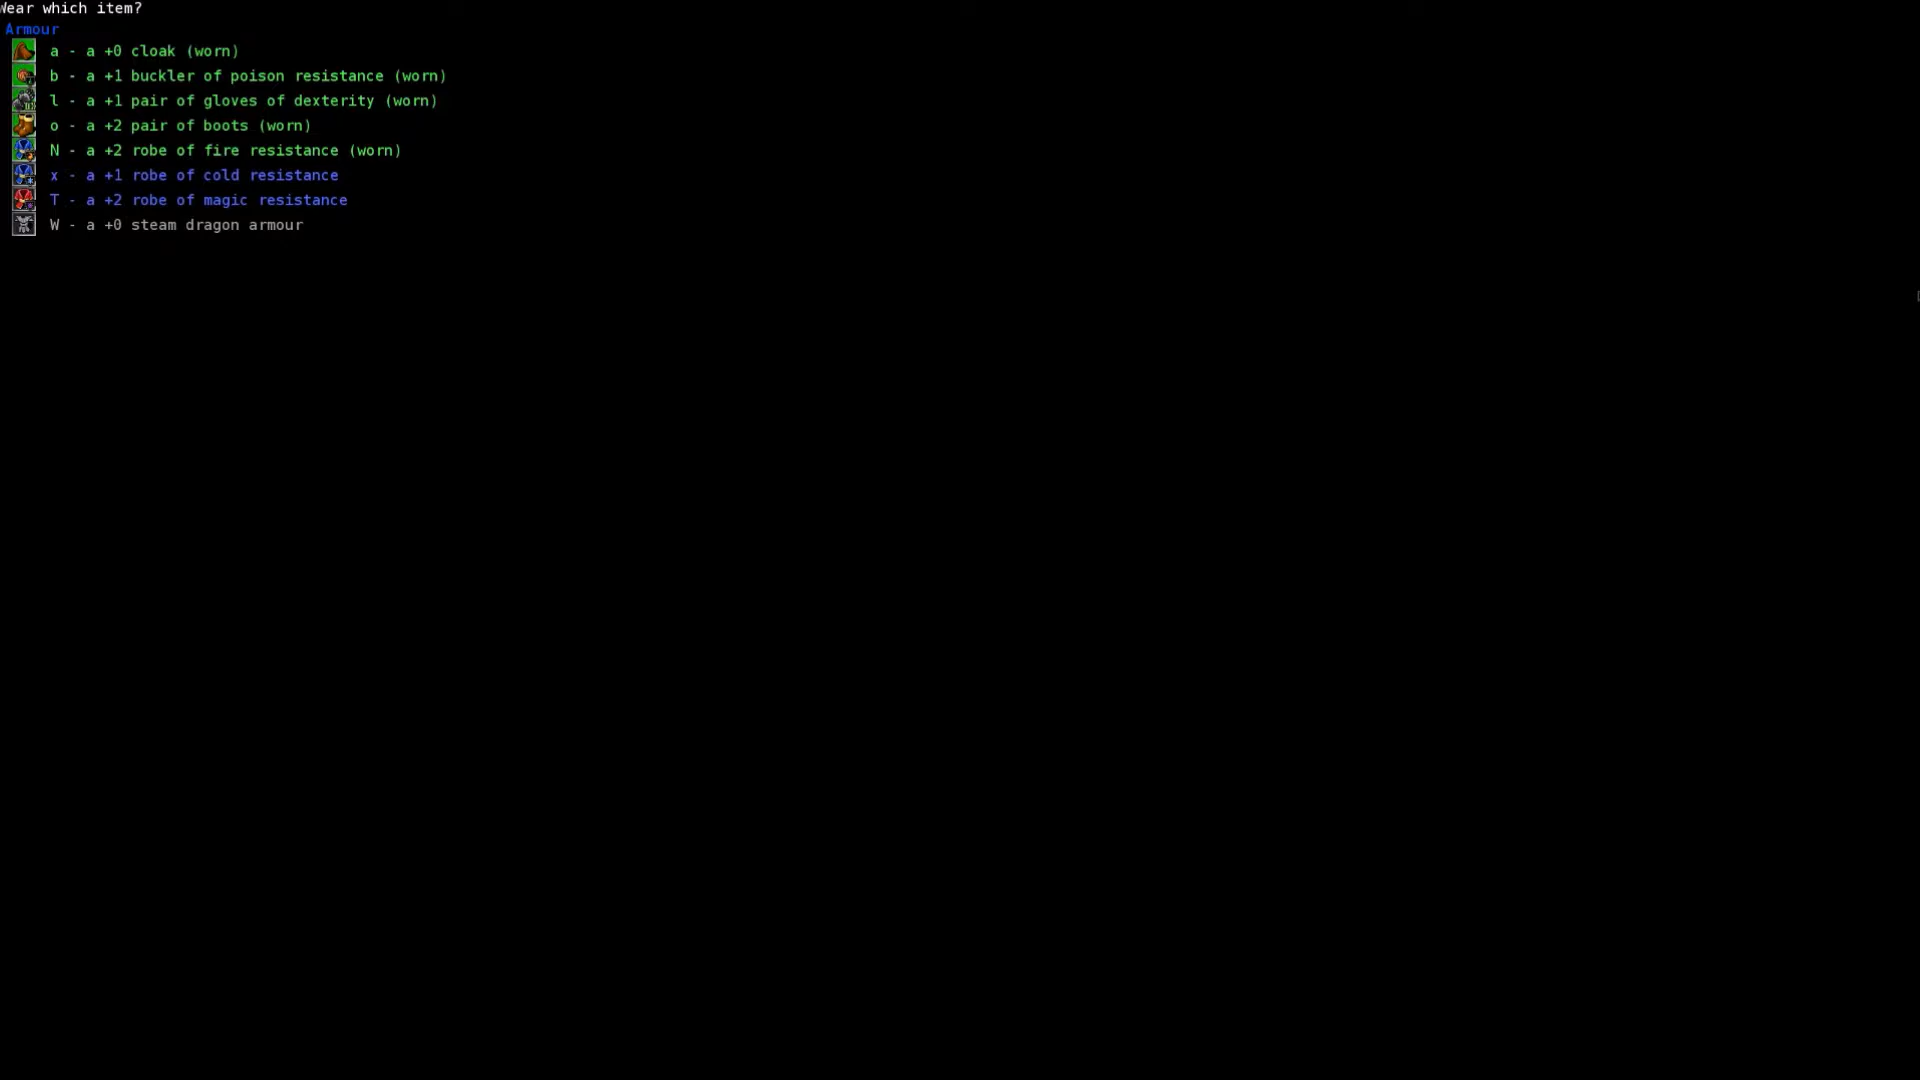 Wear which item?
Armour
a - a +0 cloak (worn)
b - a +1 buckler of poison resistance (worn)
l - a +1 pair of gloves of dexterity (worn)
o - a +2 pair of boots (worn)
N - a +2 robe of fire resistance (worn)
x - a +1 robe of cold resistance
T - a +2 robe of magic resistance
W - a +0 steam dragon armour